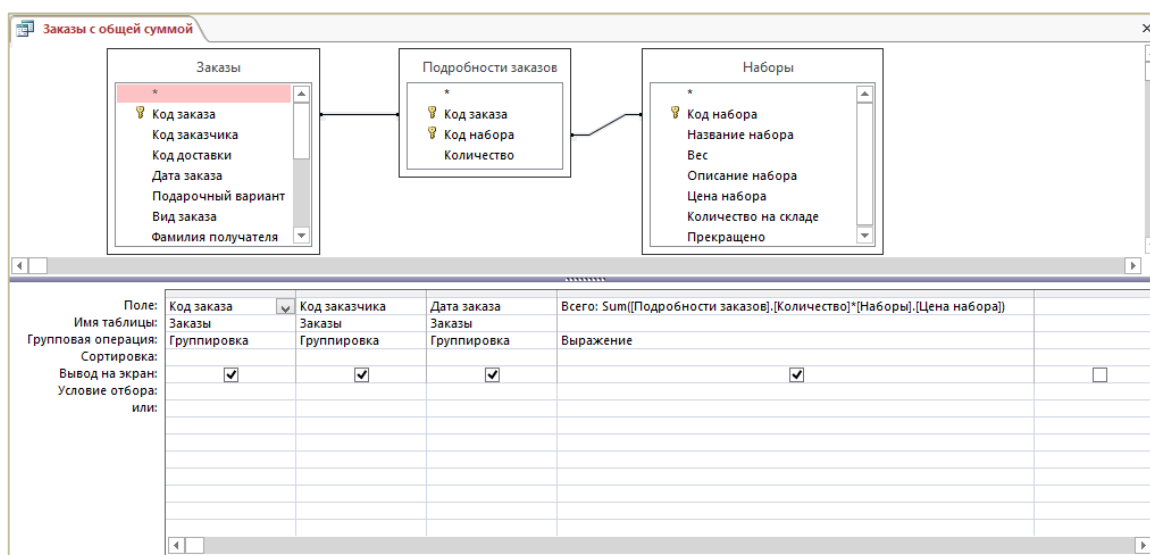 Заказы с общей суммой
Заказы
*
Код заказа
Код заказчика
Код доставки
Дата заказа
Подарочный вариант
Вид заказа
Фамилия получателя
Подробности заказов
*
Код заказа
Код набора
Количество
Наборы
*
Код набора
Название набора
Вес
Описание набора
Цена набора
Количество на складе
Прекращено
Поле: Код заказа Код заказчика Дата заказа Всего: Sum([Подробности заказов].[Количество]*[Наборы].[Цена набора])
Имя таблицы: Заказы Заказы Заказы
Групповая операция: Группировка Группировка Группировка Выражение
Сортировка:
Вывод на экран:
Условие отбора:
или: